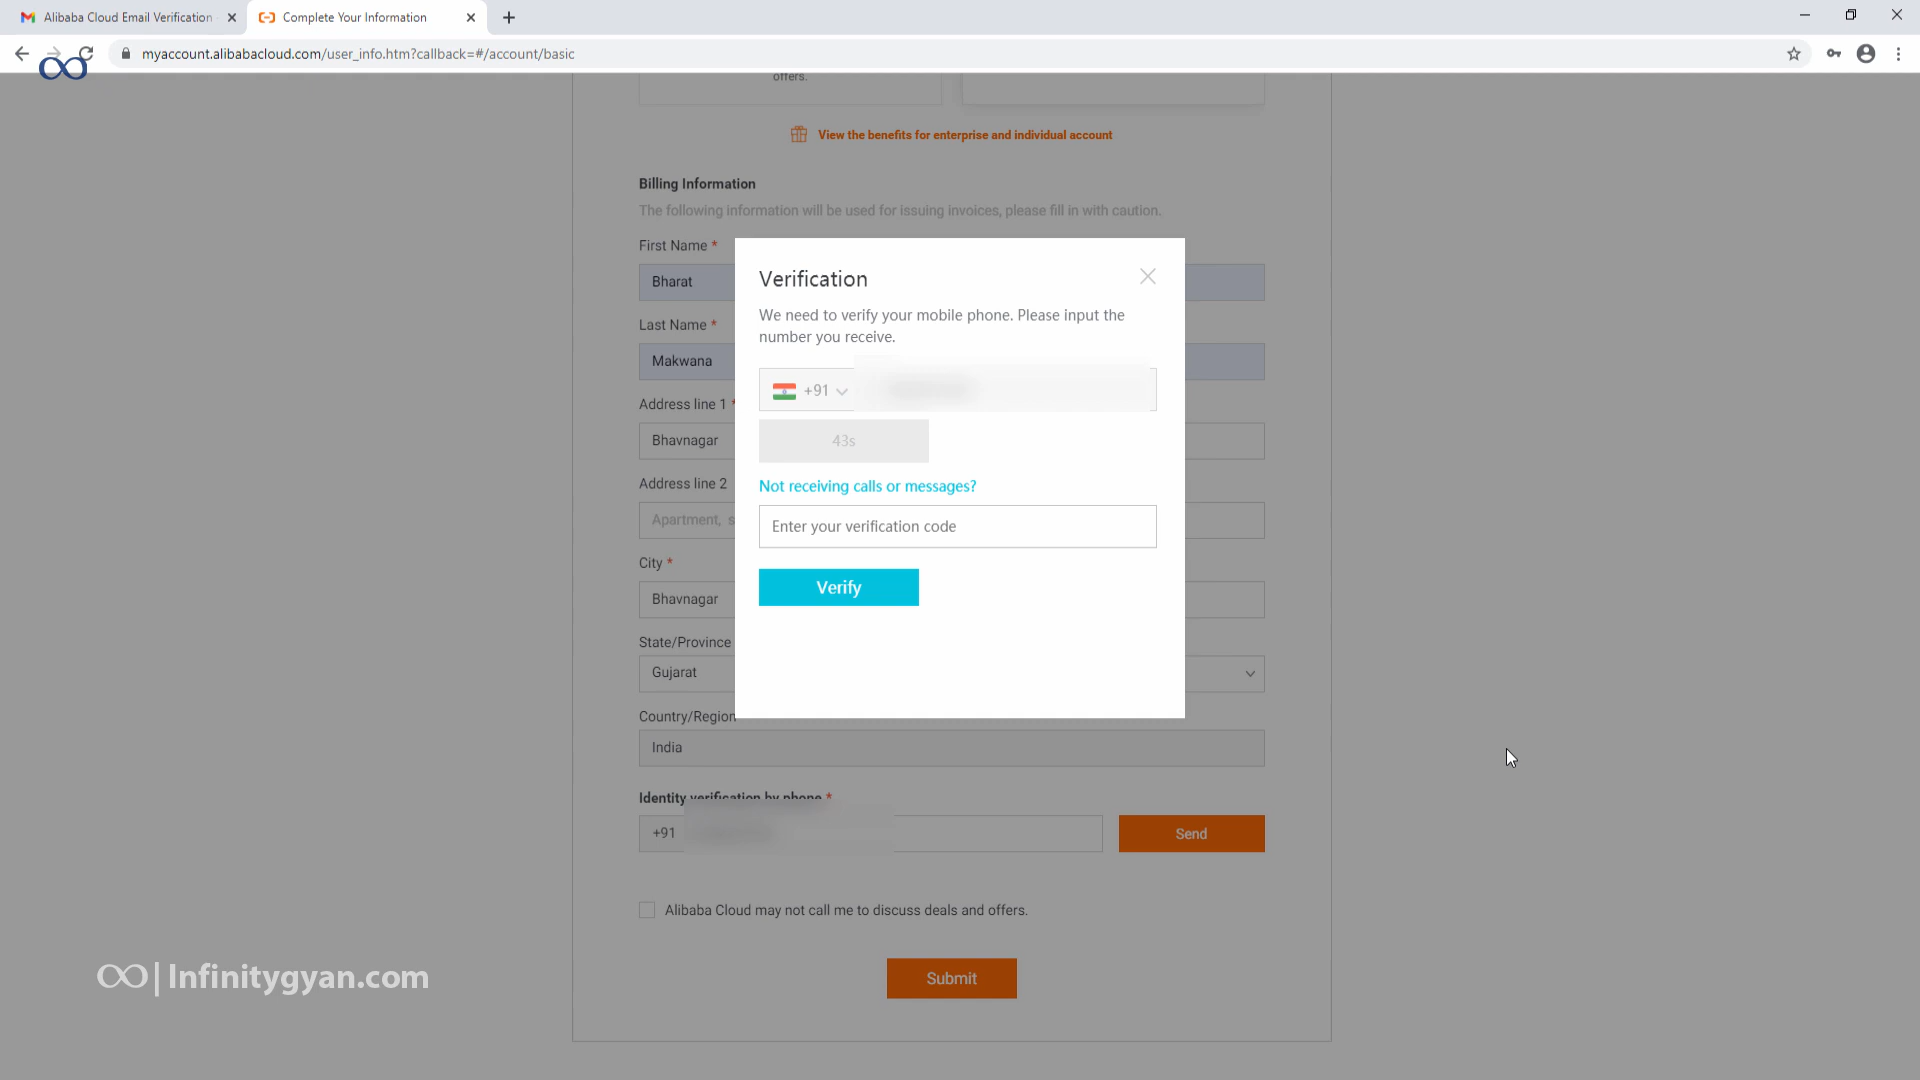 Alibaba Cloud Email Verification
Complete Your Information
myaccount.alibabacloud.com/user_info.htm?callback=#/account/basic
offers.
View the benefits for enterprise and individual account
Billing Information
The following information will be used for issuing invoices, please fill in with caution.
First Name *
Bharat
Last Name *
Makwana
Address line 1 *
Bhavnagar
Address line 2
Apartment, s
City *
Bhavnagar
State/Province
Gujarat
Country/Region
India
Identity verification by phone *
+91
Send
Alibaba Cloud may not call me to discuss deals and offers.
Submit
Verification
We need to verify your mobile phone. Please input the
number you receive.
+91
43s
Not receiving calls or messages?
Enter your verification code
Verify
Infinitygyan.com